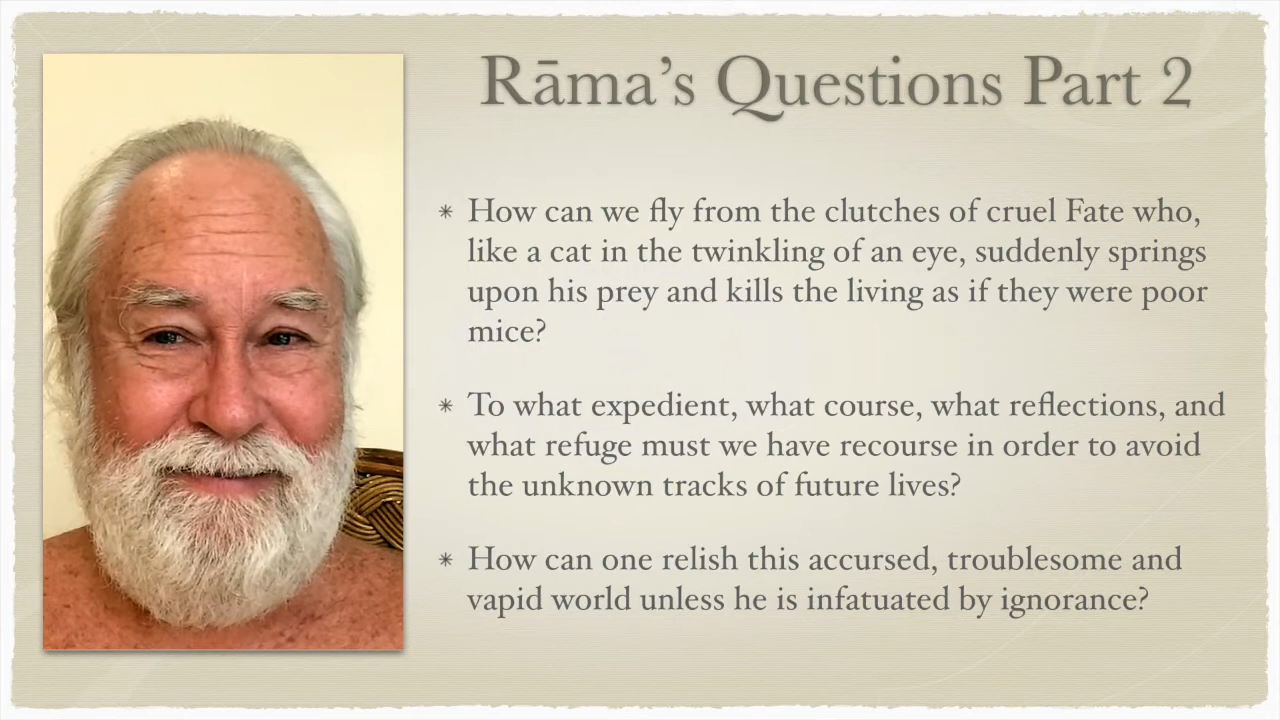 Rāma’s Questions Part 2
How can we fly from the clutches of cruel Fate who,
like a cat in the twinkling of an eye, suddenly springs
upon his prey and kills the living as if they were poor
mice?
To what expedient, what course, what reflections, and
what refuge must we have recourse in order to avoid
the unknown tracks of future lives?
How can one relish this accursed, troublesome and
vapid world unless he is infatuated by ignorance?